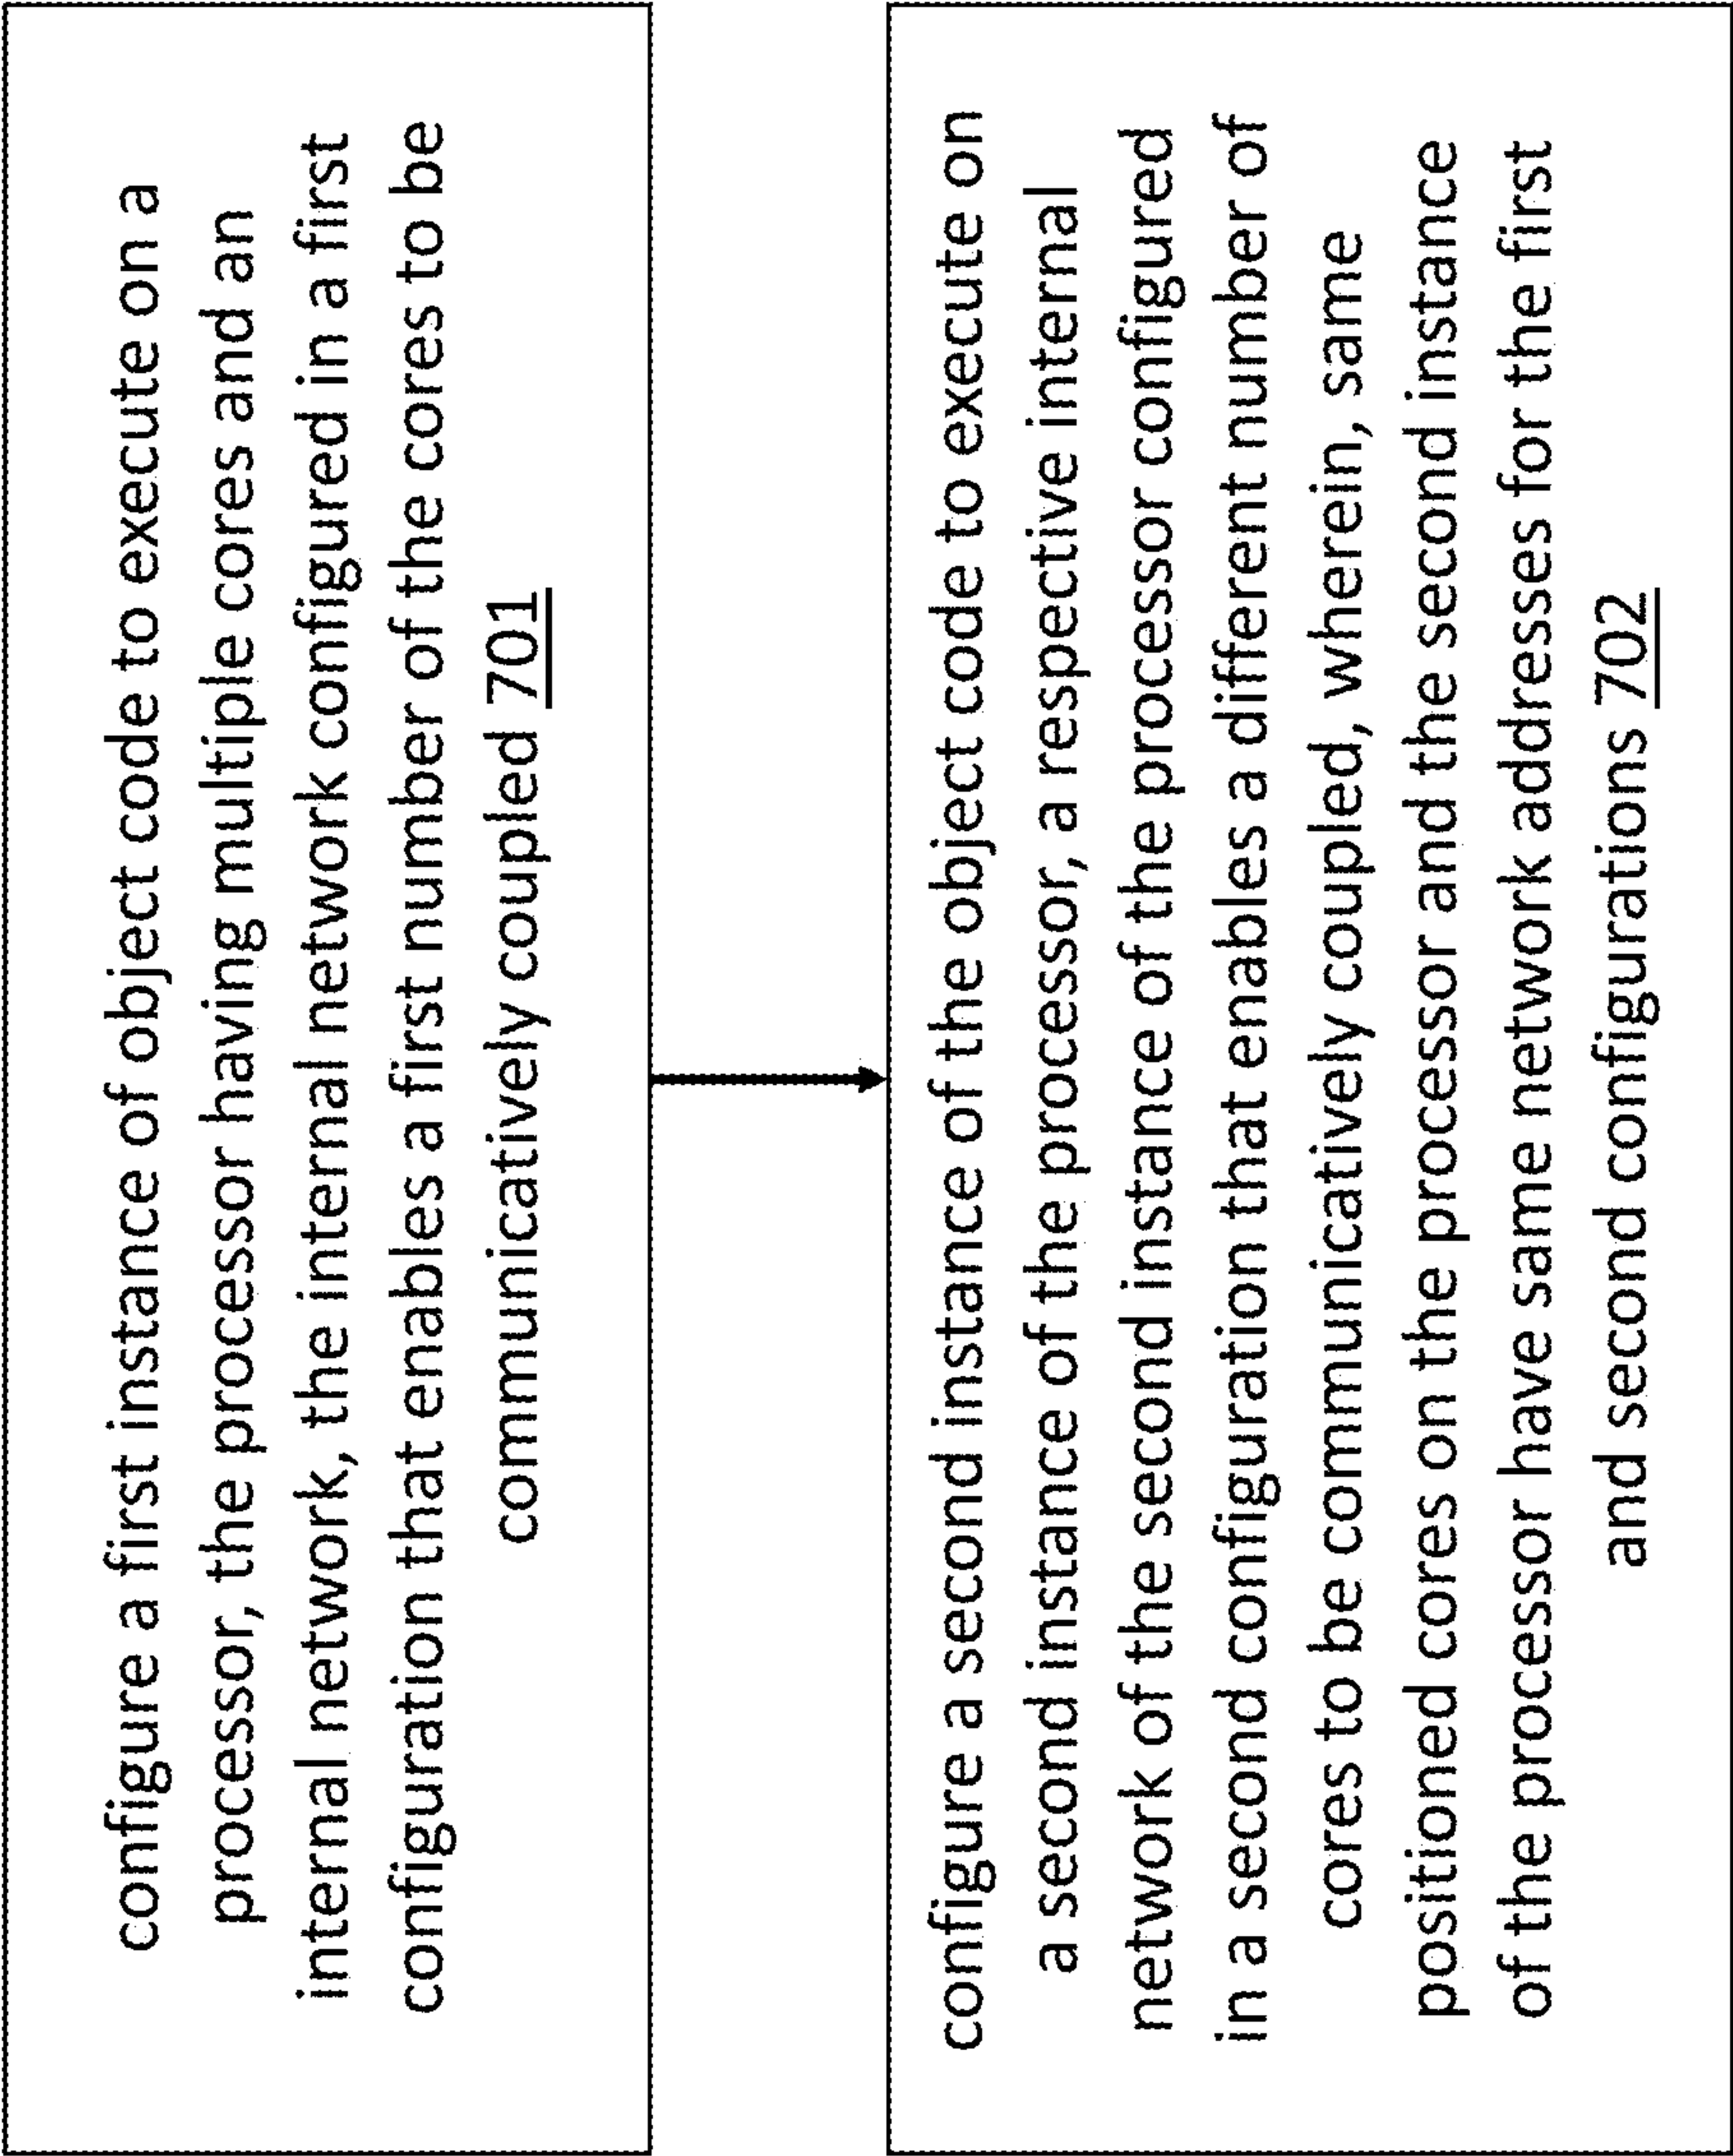 configure a first instance of object code to execute on a
processor, the processor having multiple cores and an
internal network, the internal network configured in a first
configuration that enables a first number of the cores to be
communicatively coupled 701
configure a second instance of the object code to execute on
a second instance of the processor, a respective internal
network of the second instance of the processor configured
in a second configuration that enables a different number of
cores to be communicatively coupled, wherein, same
positioned cores on the processor and the second instance
of the processor have same network addresses for the first
and second configurations 702